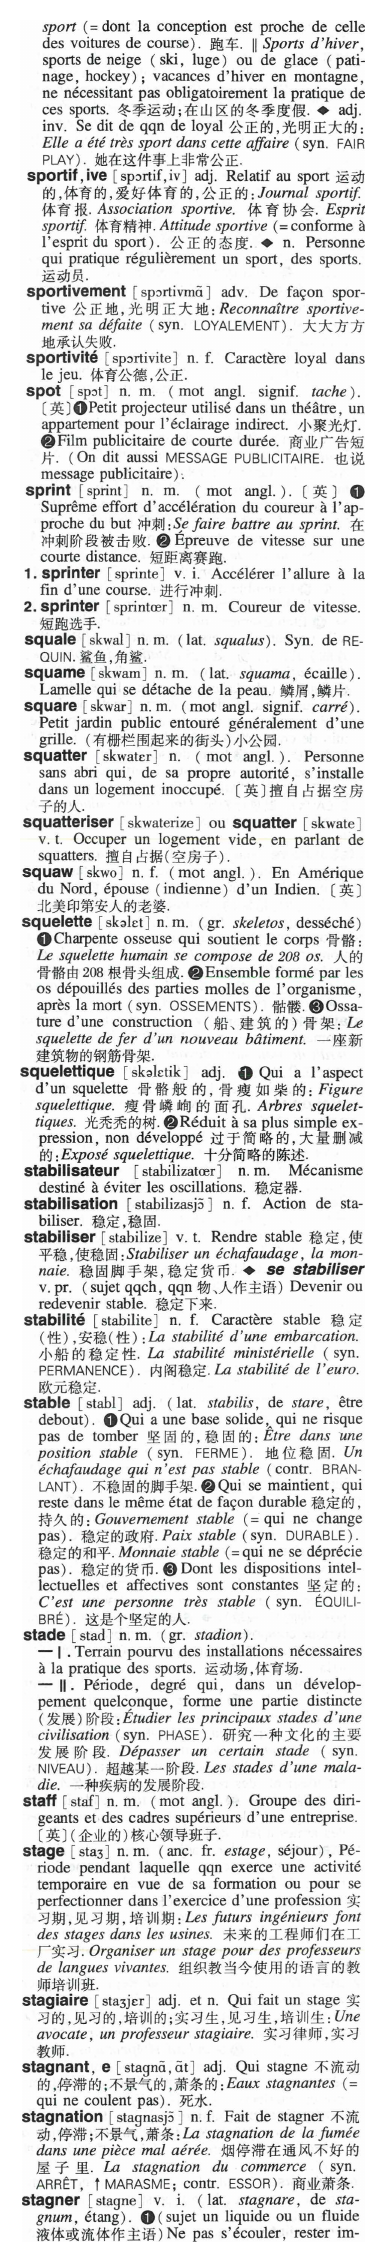 sport (= dont la conception est proche de celle
des voitures de course). 跑车. ‖ Sports d'hiver,
sports de neige (ski, luge) ou de glace (pati-
nage, hockey); vacances d'hiver en montagne,
ne nécessitant pas obligatoirement la pratique de
ces sports. 冬季运动;在山区的冬季度假. ◆ adj.
inv. Se dit de qqn de loyal 公正的,光明正大的:
Elle a été très sport dans cette affaire (syn. FAIR
PLAY). 她在这件事上非常公正.
sportif,ive [spɔrtif,iv] adj. Relatif au sport 运动
的,体育的,爱好体育的,公正的: Journal sportif.
体育报. Association sportive. 体育协会. Esprit
sportif. 体育精神. Attitude sportive (= conforme à
l'esprit du sport). 公正的态度. ◆ n. Personne
qui pratique régulièrement un sport, des sports.
运动员.
sportivement [spɔrtivmɑ̃] adv. De façon spor-
tive 公正地,光明正大地: Reconnaître sportive-
ment sa défaite (syn. LOYALEMENT). 大大方方
地承认失败.
sportivité [spɔrtivite] n. f. Caractère loyal dans
le jeu. 体育公德,公正.
spot [spɔt] n. m. (mot angl. signif. tache).
〔英〕❶Petit projecteur utilisé dans un théâtre, un
appartement pour l'éclairage indirect. 小聚光灯.
❷Film publicitaire de courte durée. 商业广告短
片. (On dit aussi MESSAGE PUBLICITAIRE. 也说
message publicitaire).
sprint [sprint] n. m. (mot angl.). 〔英〕 ❶
Suprême effort d'accélération du coureur à l'ap-
proche du but 冲刺:Se faire battre au sprint. 在
冲刺阶段被击败. ❷ Épreuve de vitesse sur une
courte distance. 短距离赛跑.
1. sprinter [sprinte] v. i. Accélérer l'allure à la
fin d'une course. 进行冲刺.
2. sprinter [sprintœr] n. m. Coureur de vitesse.
短跑选手.
squale [skwal] n. m. (lat. squalus). Syn. de RE-
QUIN. 鲨鱼,角鲨.
squame [skwam] n. m. (lat. squama, écaille).
Lamelle qui se détache de la peau. 鳞屑,鳞片.
square [skwar] n. m. (mot angl. signif. carré).
Petit jardin public entouré généralement d'une
grille. (有栅栏围起来的街头)小公园.
squatter [skwatɛr] n. (mot angl.). Personne
sans abri qui, de sa propre autorité, s'installe
dans un logement inoccupé. 〔英〕擅自占据空房
子的人.
squatteriser [skwaterize] ou squatter [skwate]
v. t. Occuper un logement vide, en parlant de
squatters. 擅自占据(空房子).
squaw [skwo] n. f. (mot angl.). En Amérique
du Nord, épouse (indienne) d'un Indien. 〔英〕
北美印第安人的老婆.
squelette [skəlɛt] n. m. (gr. skeletos, desséché)
❶Charpente osseuse qui soutient le corps 骨骼:
Le squelette humain se compose de 208 os. 人的
骨骼由 208 根骨头组成. ❷Ensemble formé par les
os dépouillés des parties molles de l'organisme,
après la mort (syn. OSSEMENTS). 骷髅. ❸Ossa-
ture d'une construction (船、建筑的)骨架: Le
squelette de fer d'un nouveau bâtiment. 一座新
建筑物的钢筋骨架.
squelettique [skəlɛtik] adj. ❶ Qui a l'aspect
d'un squelette 骨骼般的,骨瘦如柴的: Figure
squelettique. 瘦骨嶙峋的面孔. Arbres squelet-
tiques. 光秃秃的树. ❷Réduit à sa plus simple ex-
pression, non développé 过于简略的,大量删减
的:Exposé squelettique. 十分简略的陈述.
stabilisateur [stabilizatœr] n. m. Mécanisme
destiné à éviter les oscillations. 稳定器.
stabilisation [stabilizasjɔ̃] n. f. Action de sta-
biliser. 稳定,稳固.
stabiliser [stabilize] v. t. Rendre stable 稳定,使
平稳,使稳固:Stabiliser un échafaudage, la mon-
naie. 稳固脚手架,稳定货币. ◆ se stabiliser
v. pr. (sujet qqch, qqn 物、人作主语) Devenir ou
redevenir stable. 稳定下来.
stabilité [stabilite] n. f. Caractère stable 稳定
(性),安稳(性): La stabilité d'une embarcation.
小船的稳定性. La stabilité ministérielle (syn.
PERMANENCE). 内阁稳定. La stabilité de l'euro.
欧元稳定.
stable [stabl] adj. (lat. stabilis, de stare, être
debout). ❶Qui a une base solide, qui ne risque
pas de tomber 坚固的,稳固的: Être dans une
position stable (syn. FERME). 地位稳固. Un
échafaudage qui n'est pas stable (contr. BRAN-
LANT). 不稳固的脚手架. ❷Qui se maintient, qui
reste dans le même état de façon durable 稳定的,
持久的: Gouvernement stable (= qui ne change
pas). 稳定的政府. Paix stable (syn. DURABLE).
稳定的和平. Monnaie stable (= qui ne se déprécie
pas). 稳定的货币. ❸ Dont les dispositions intel-
lectuelles et affectives sont constantes 坚定的:
C'est une personne très stable (syn. ÉQUILI-
BRÉ). 这是个坚定的人.
stade [stad] n. m. (gr. stadion).
— I. Terrain pourvu des installations nécessaires
à la pratique des sports. 运动场,体育场.
— II. Période, degré qui, dans un dévelop-
pement quelconque, forme une partie distincte
(发展)阶段:Étudier les principaux stades d'une
civilisation (syn. PHASE). 研究一种文化的主要
发展阶段. Dépasser un certain stade (syn.
NIVEAU). 超越某一阶段. Les stades d'une mala-
die. 一种疾病的发展阶段.
staff [staf] n. m. (mot angl.). Groupe des diri-
geants et des cadres supérieurs d'une entreprise.
〔英〕(企业的)核心领导班子.
stage [staʒ] n. m. (anc. fr. estage, séjour), Pé-
riode pendant laquelle qqn exerce une activité
temporaire en vue de sa formation ou pour se
perfectionner dans l'exercice d'une profession 实
习期,见习期,培训期: Les futurs ingénieurs font
des stages dans les usines. 未来的工程师们在工
厂实习. Organiser un stage pour des professeurs
de langues vivantes. 组织教当今使用的语言的教
师培训班.
stagiaire [staʒjɛr] adj. et n. Qui fait un stage 实
习的,见习的,培训的;实习生,见习生,培训生: Une
avocate, un professeur stagiaire. 实习律师,实习
教师.
stagnant, e [stagnɑ̃, ɑ̃t] adj. Qui stagne 不流动
的,停滞的;不景气的,萧条的: Eaux stagnantes (=
qui ne coulent pas). 死水.
stagnation [stagnasjɔ̃] n. f. Fait de stagner 不流
动,停滞;不景气,萧条: La stagnation de la fumée
dans une pièce mal aérée. 烟停滞在通风不好的
屋子里. La stagnation du commerce (syn.
ARRÊT, ↑MARASME; contr. ESSOR). 商业萧条.
stagner [stagne] v. i. (lat. stagnare, de sta-
gnum, étang). ❶(sujet un liquide ou un fluide
液体或流体作主语) Ne pas s'écouler, rester im-